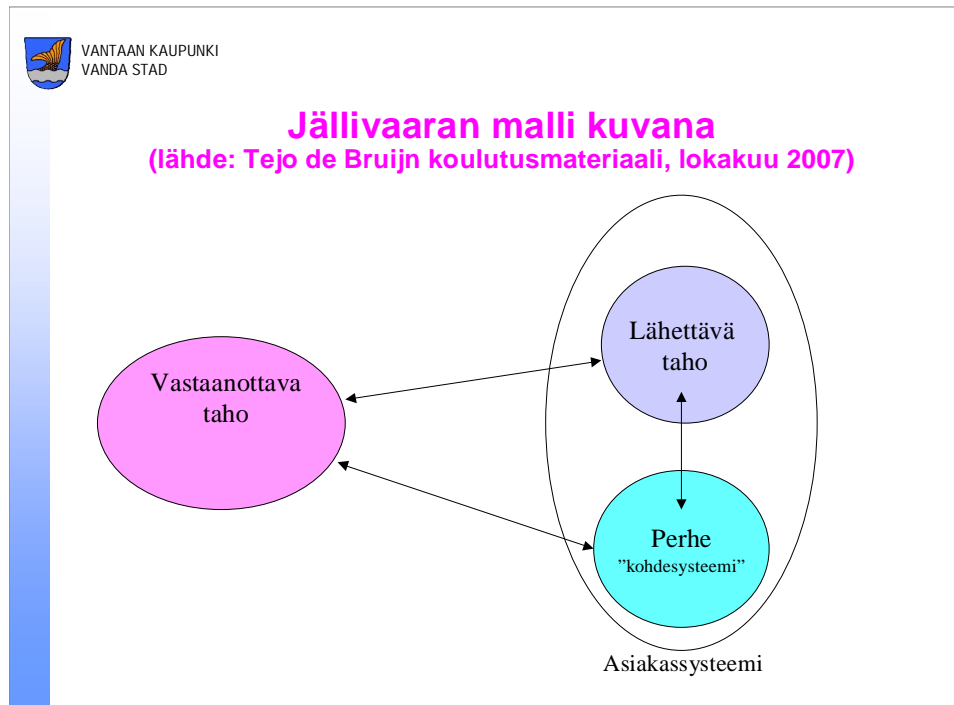 VANTAAN KAUPUNKI
VANDA STAD
Jällivaaran malli kuvana
(lähde: Tejo de Bruijn koulutusmateriaali, lokakuu 2007)
Lähettävä
taho
Vastaanottava
taho
Perhe
”kohdesysteemi”
Asiakassysteemi